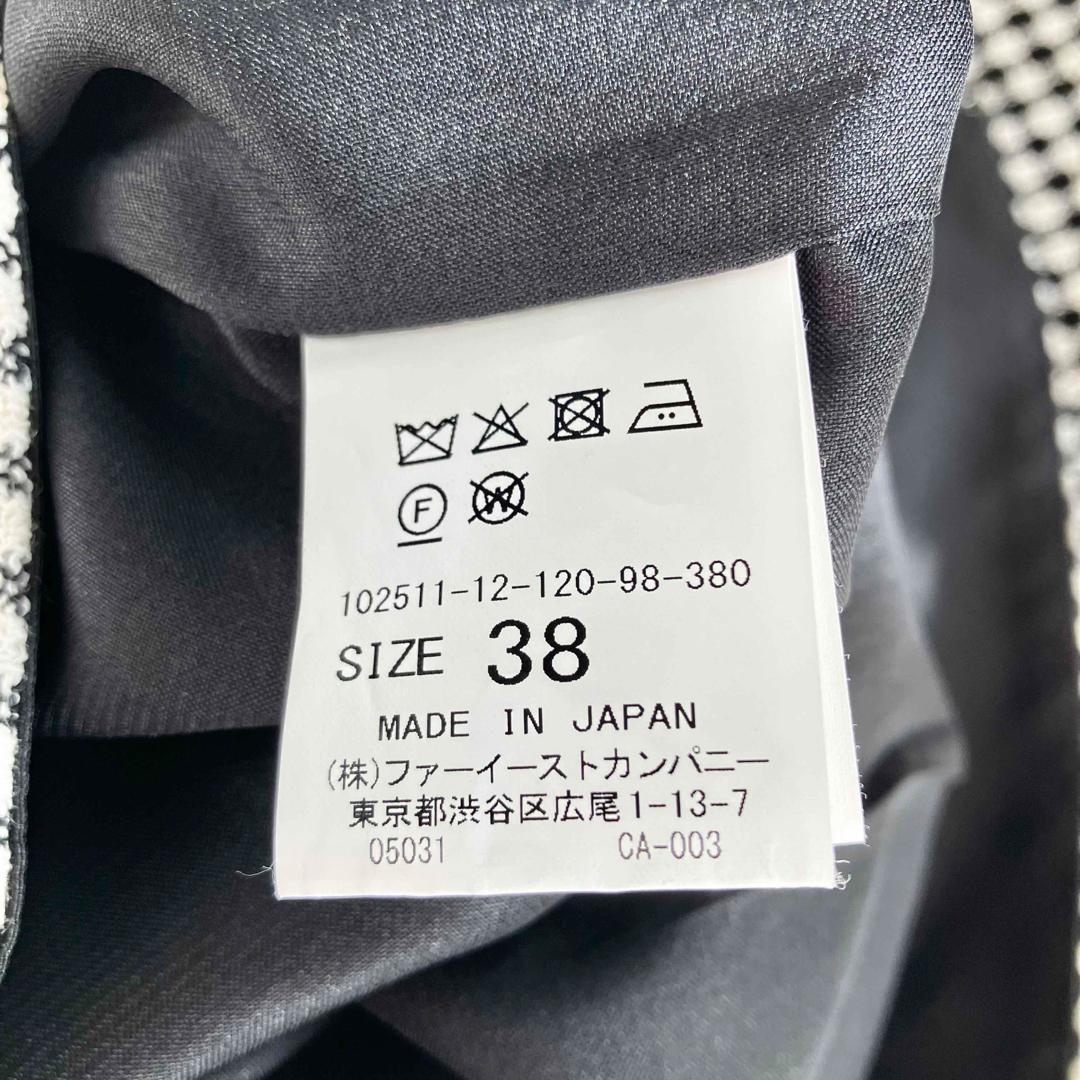 F W
102511-12-120-98-380
SIZE 38
MADE IN JAPAN
(株)ファーイーストカンパニー
東京都渋谷区広尾1-13-7
05031 CA-003